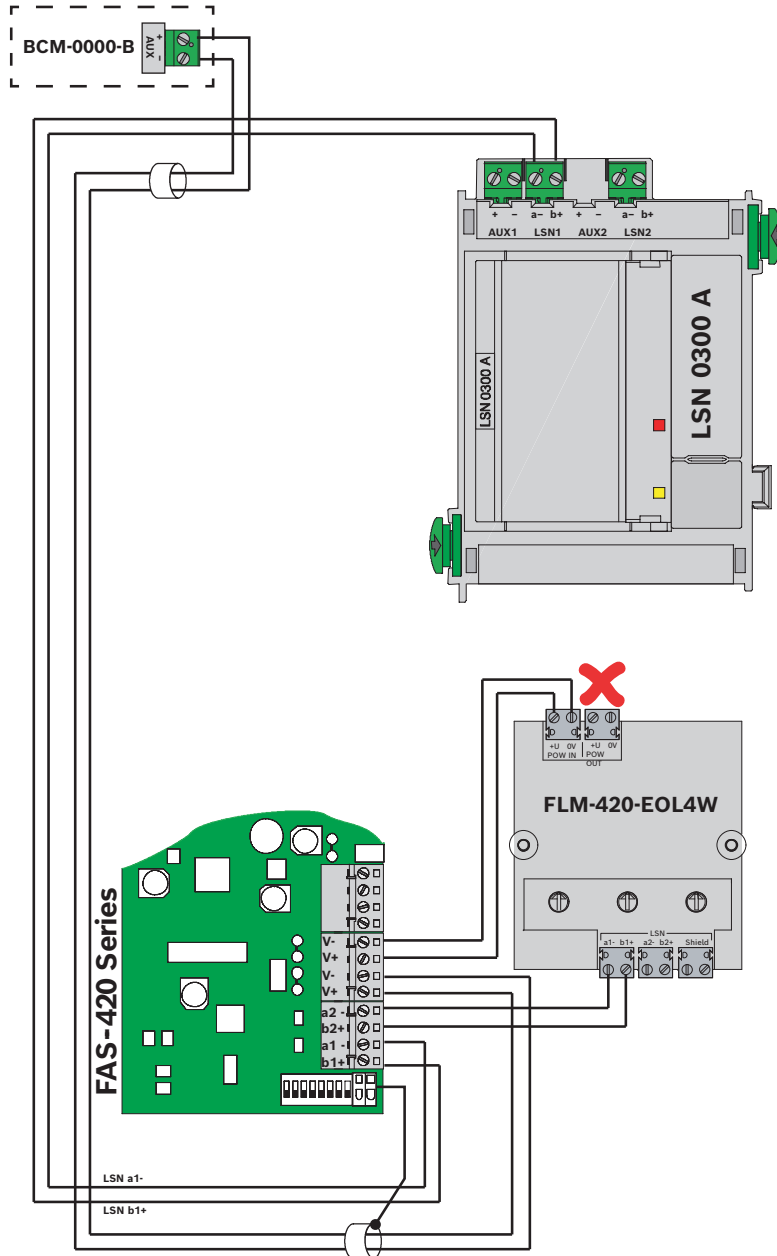 BCM-0000-B
AUX
+ −
+ − a− b+ + − a− b+
AUX1 LSN1 AUX2 LSN2
LSN 0300 A
LSN 0300 A
+U 0V +U 0V
POW IN POW
OUT
FLM-420-EOL4W
LSN
a1- b1+ a2- b2+ Shield
FAS-420 Series
V-
V+
V-
V+
a2 -
b2+
a1 -
b1+
LSN a1-
LSN b1+